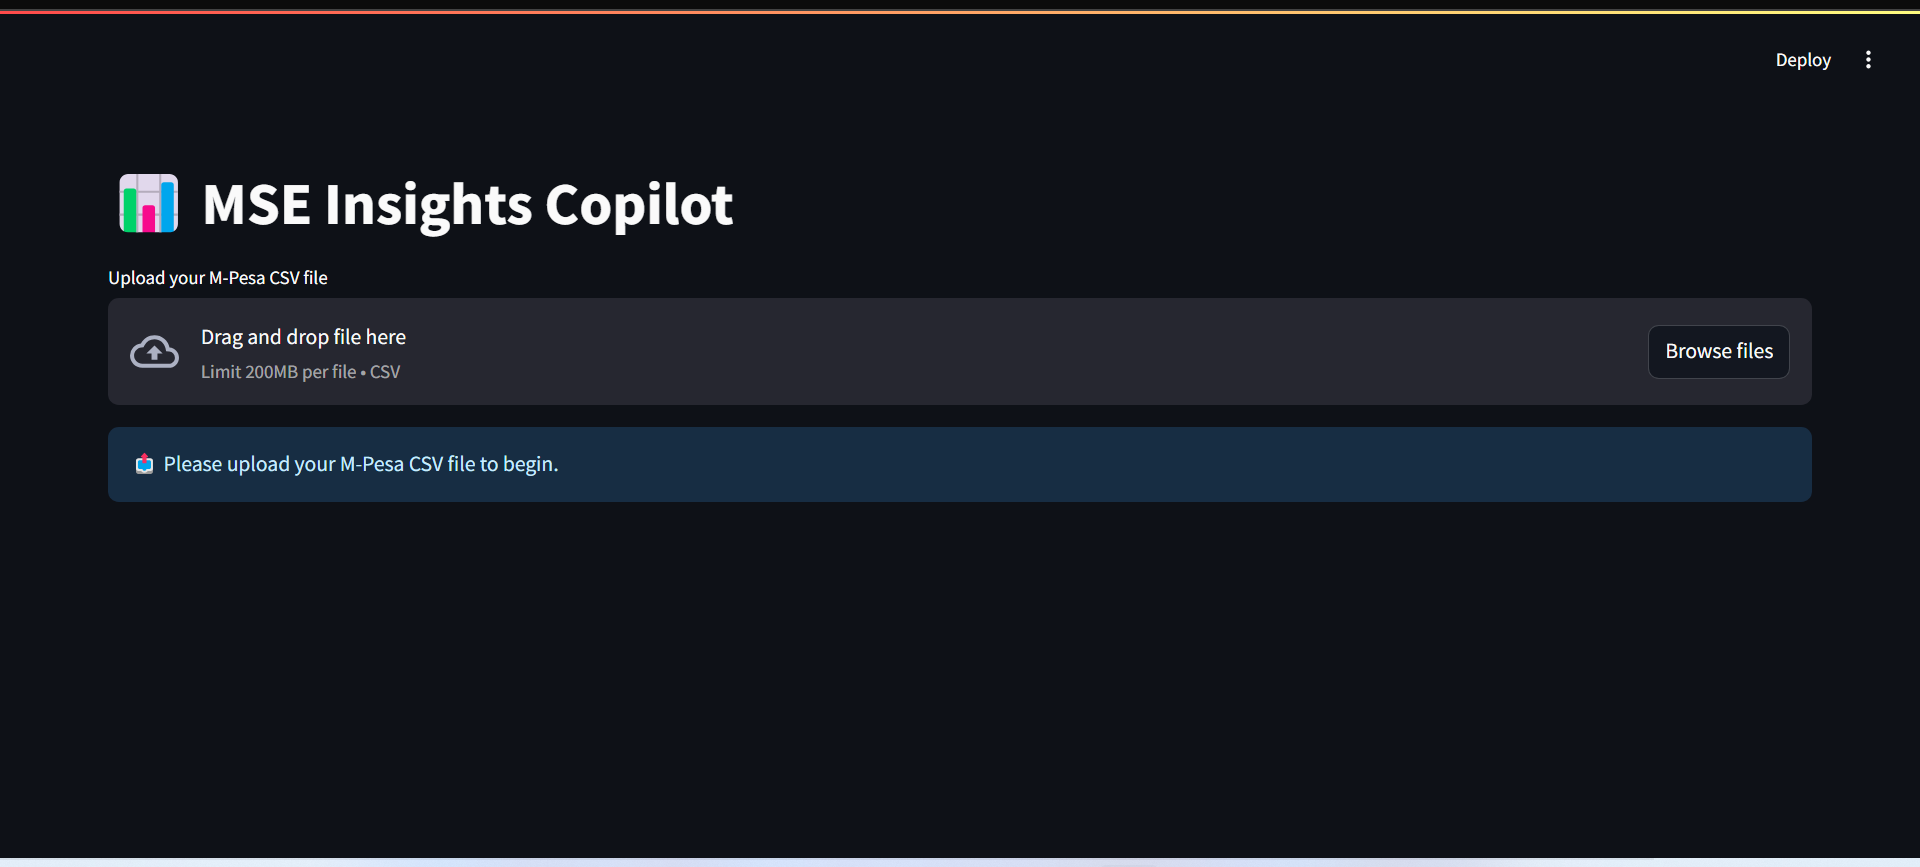 Deploy
MSE Insights Copilot
Upload your M-Pesa CSV file
Drag and drop file here
Limit 200MB per file • CSV
Browse files
Please upload your M-Pesa CSV file to begin.